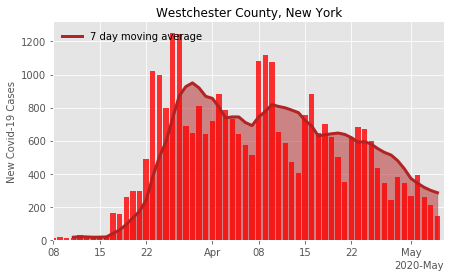 Westchester County, New York
7 day moving average
New Covid-19 Cases
1200
1000
800
600
400
200
0
08 15 22 Apr 08 15 22 May
2020-May